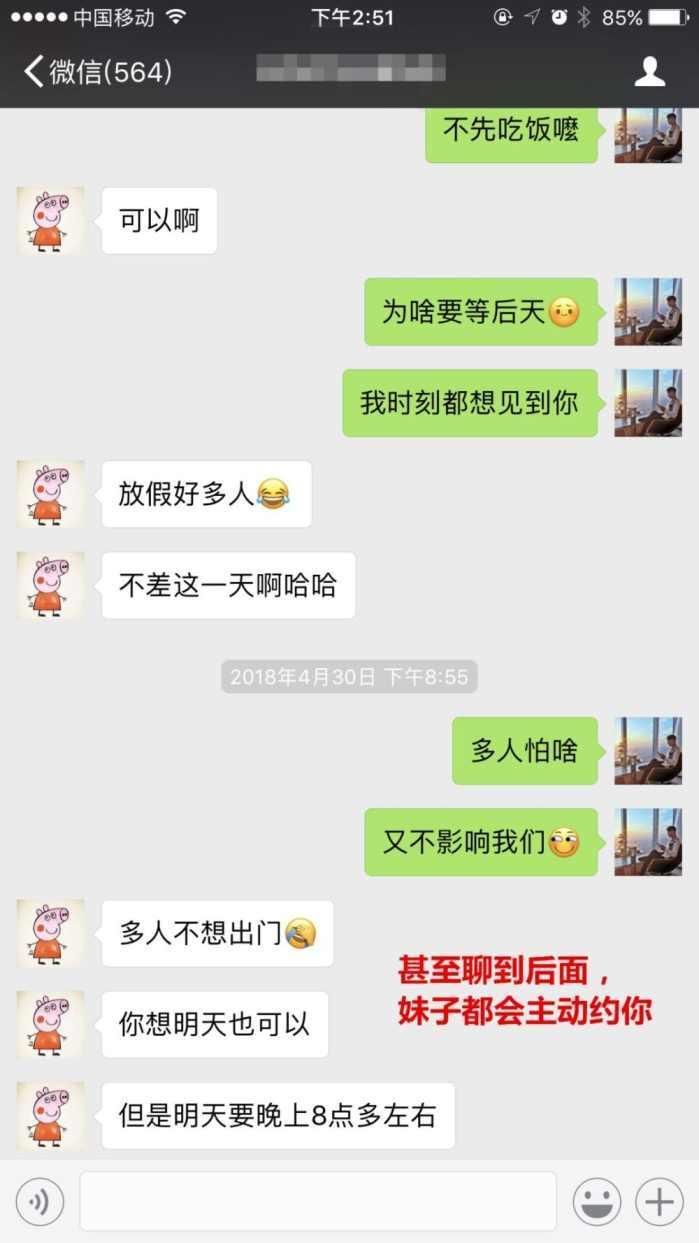 中国移动 下午2:51 85%
微信(564)
不先吃饭嚒
可以啊
为啥要等后天
我时刻都想见到你
放假好多人
不差这一天啊哈哈
2018年4月30日 下午8:55
多人怕啥
又不影响我们
多人不想出门
甚至聊到后面，
妹子都会主动约你
你想明天也可以
但是明天要晚上8点多左右